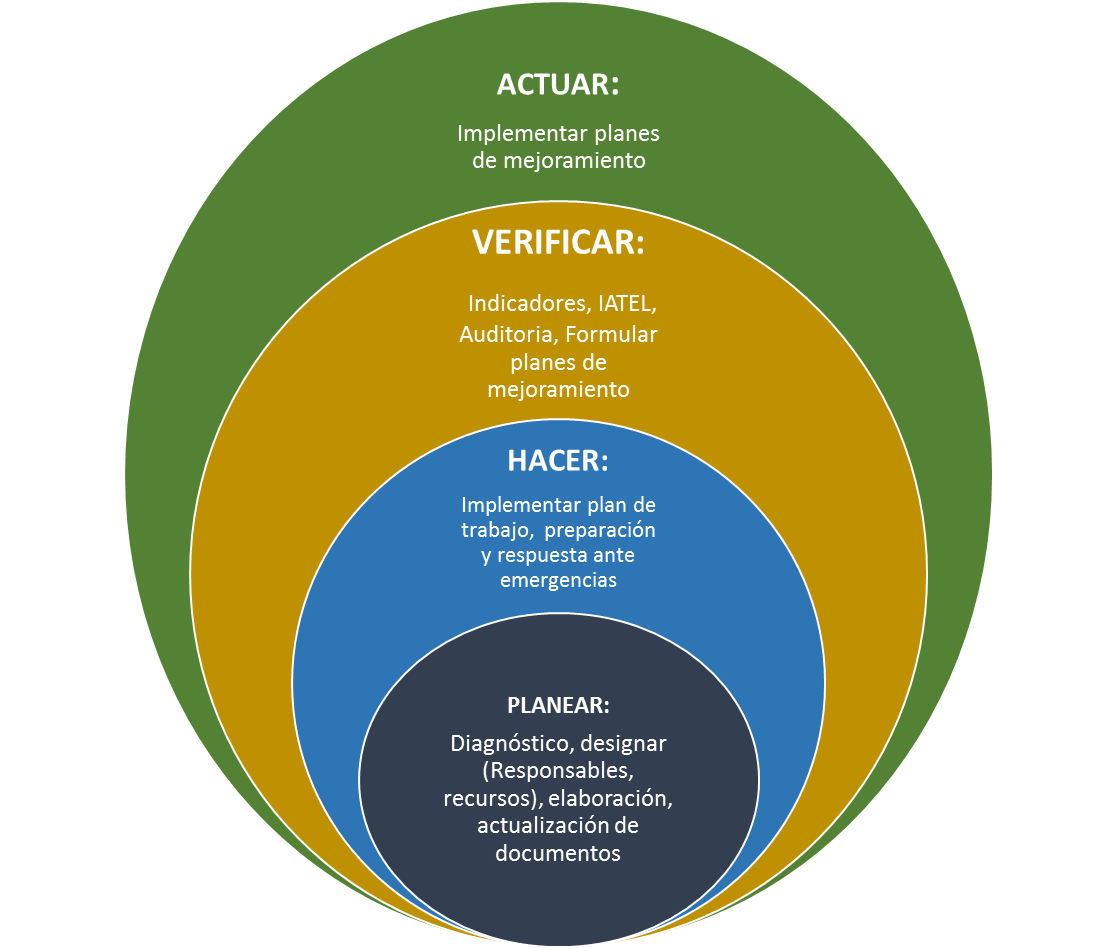 ACTUAR:
Implementar planes
de mejoramiento
VERIFICAR:
Indicadores, IATEL,
Auditoria, Formular
planes de
mejoramiento
HACER:
Implementar plan de
trabajo, preparación
y respuesta ante
emergencias
PLANEAR:
Diagnóstico, designar
(Responsables,
recursos), elaboración,
actualización de
documentos